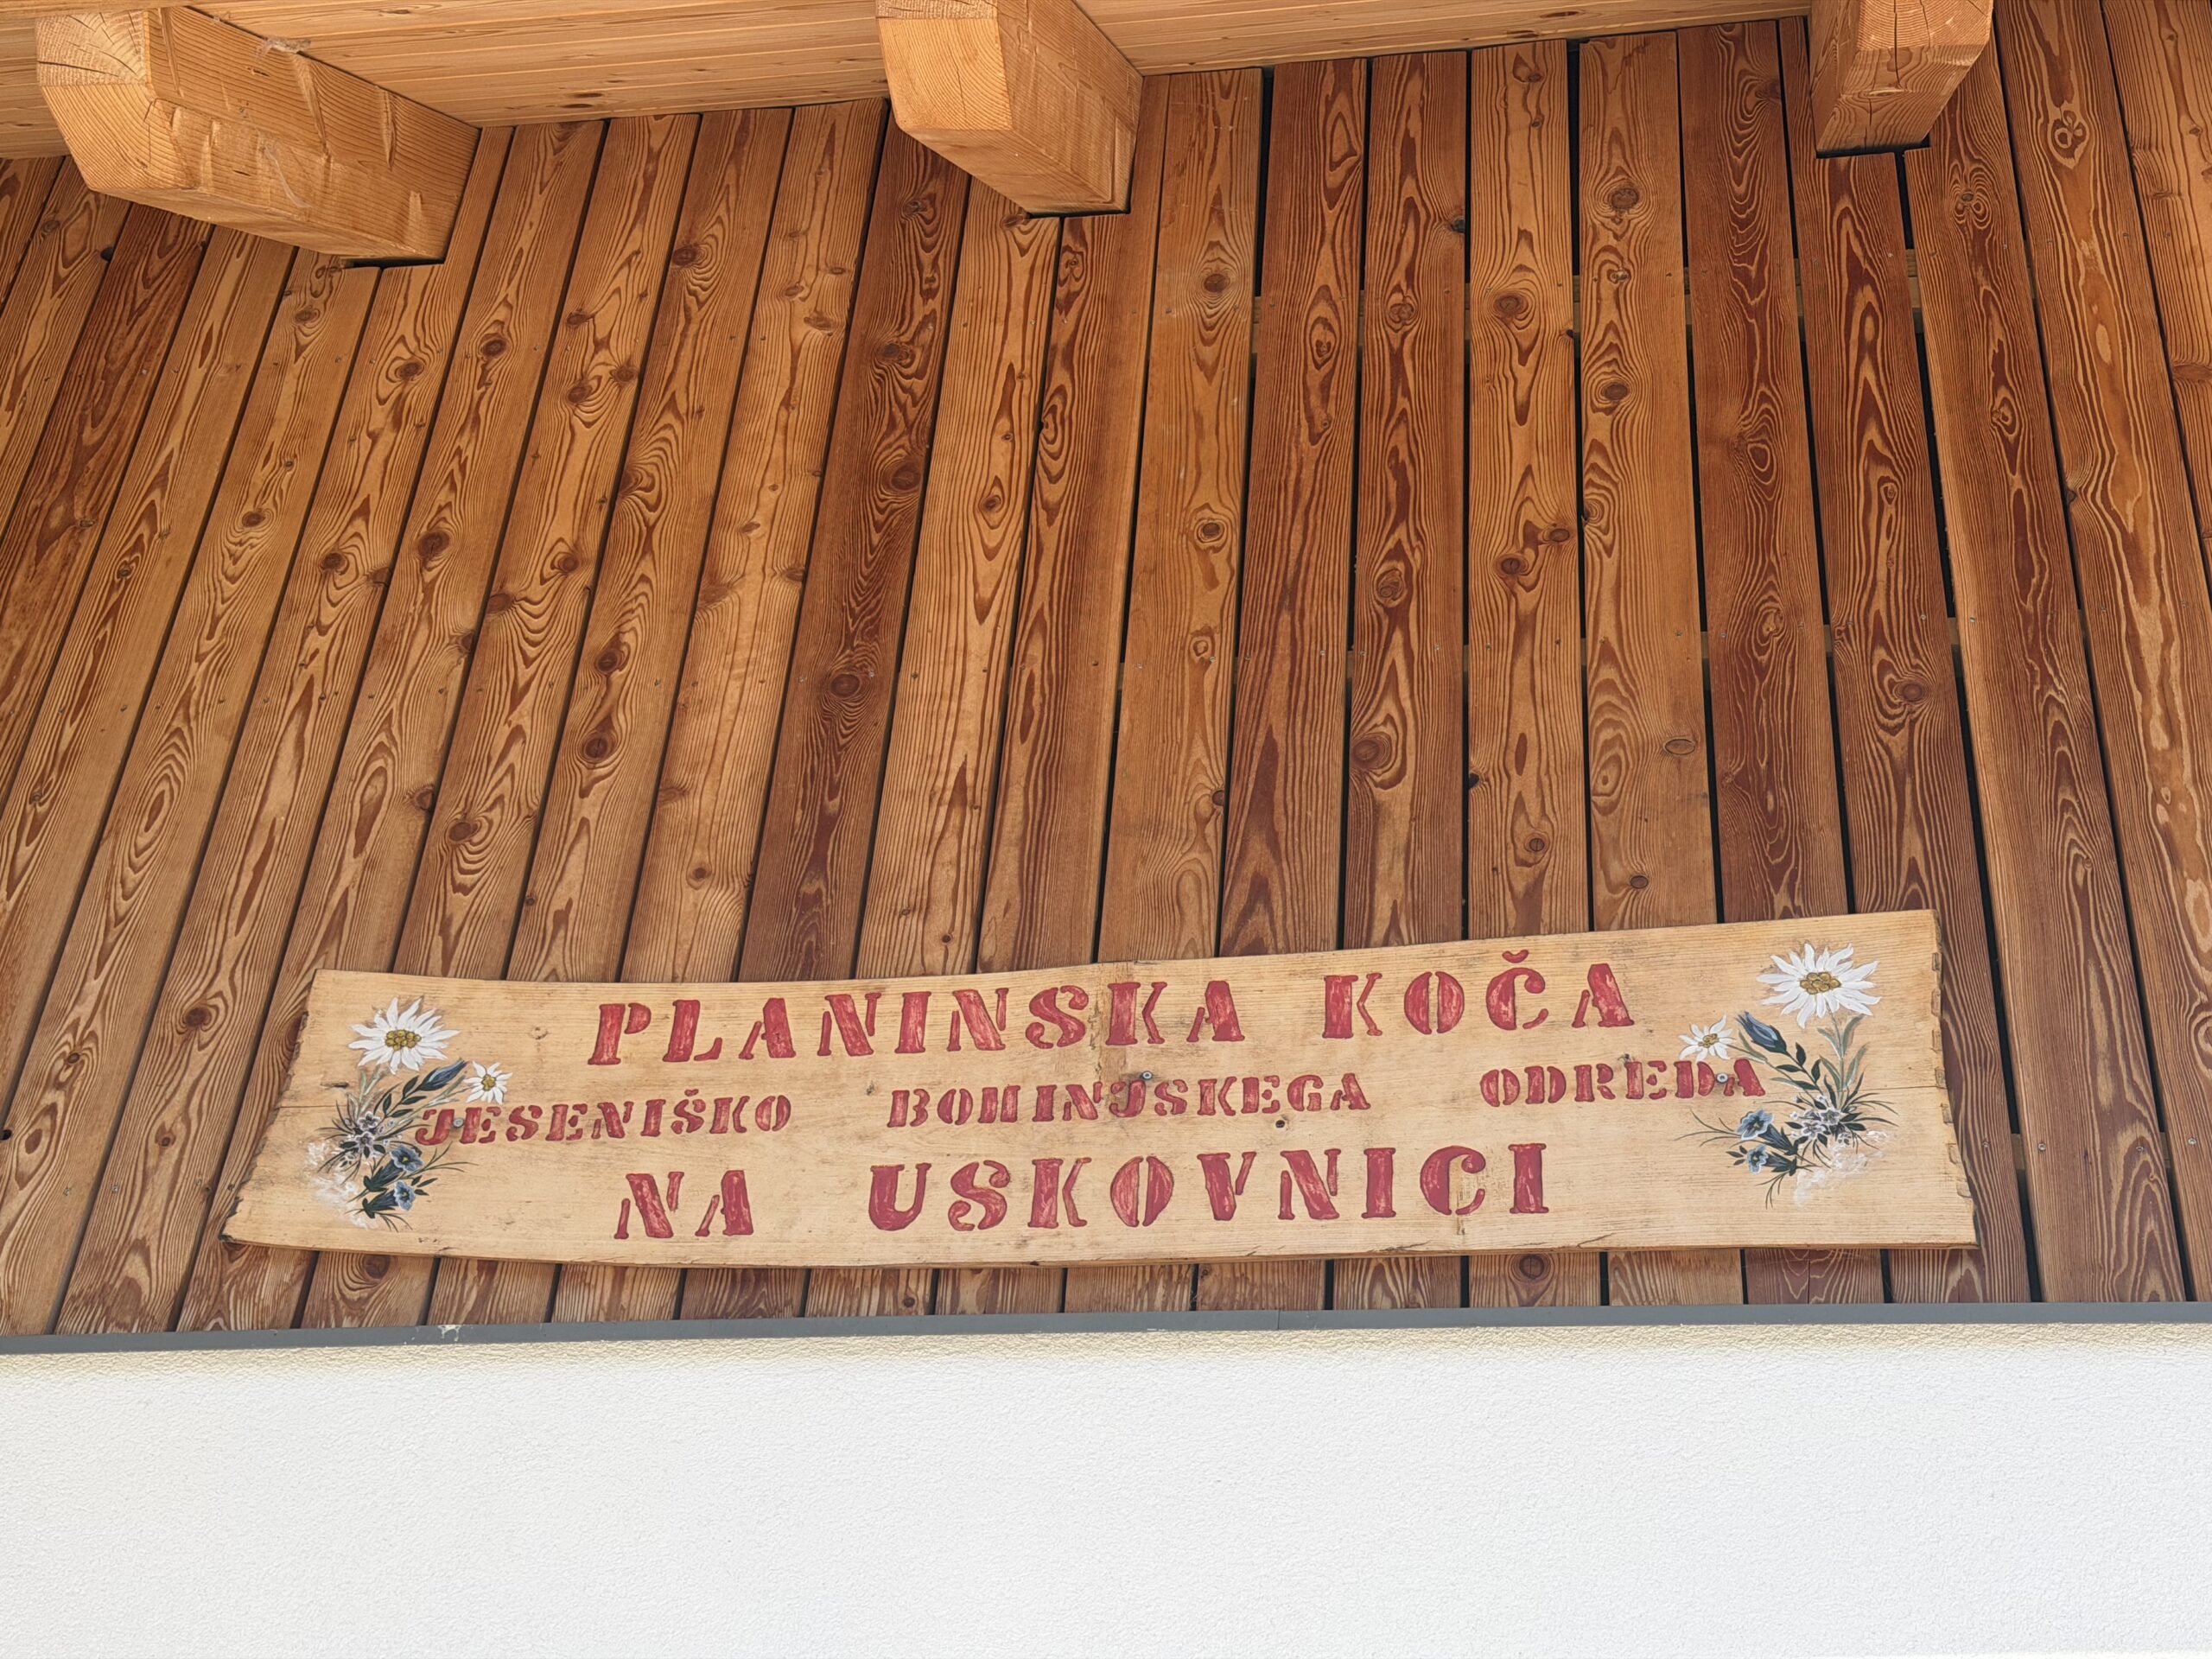 PLANINSKA KOČA
JESENIŠKO BOHINJSKEGA ODREDA
NA USKOVNICI